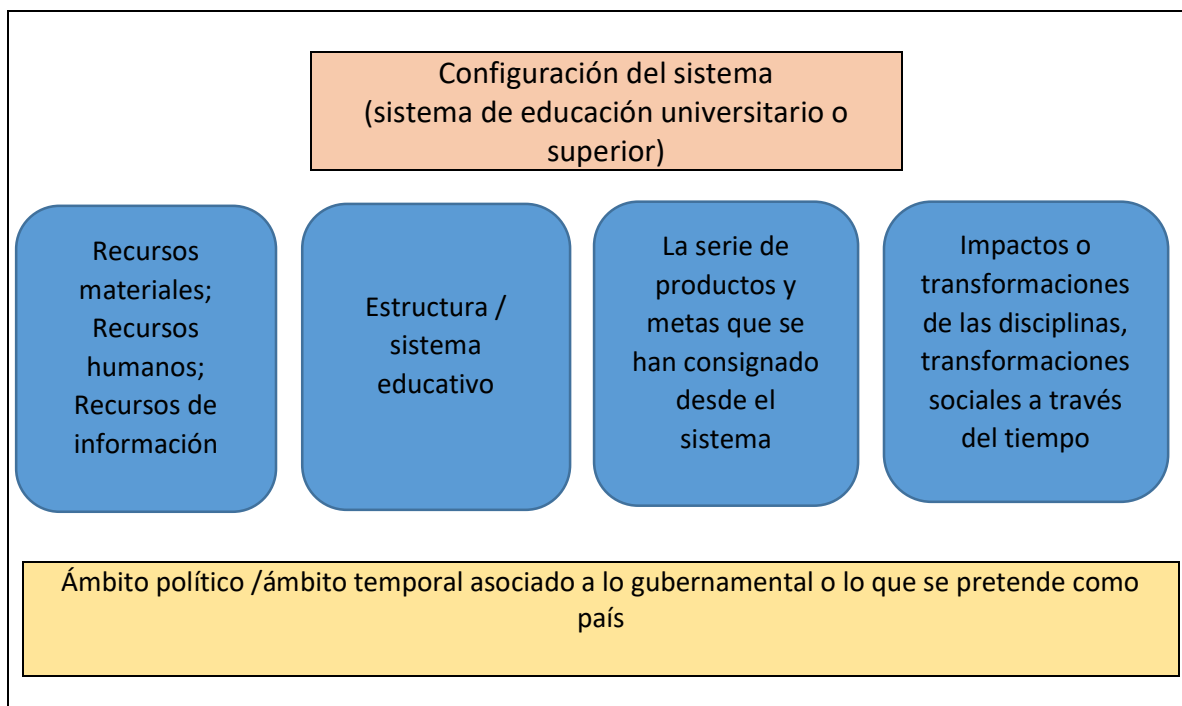 Configuración del sistema
(sistema de educación universitario o
superior)
Recursos
materiales;
Recursos
humanos;
Recursos de
información
Estructura /
sistema
educativo
La serie de
productos y
metas que se
han consignado
desde el
sistema
Impactos o
transformaciones
de las disciplinas,
transformaciones
sociales a través
del tiempo
Ámbito político /ámbito temporal asociado a lo gubernamental o lo que se pretende como
país